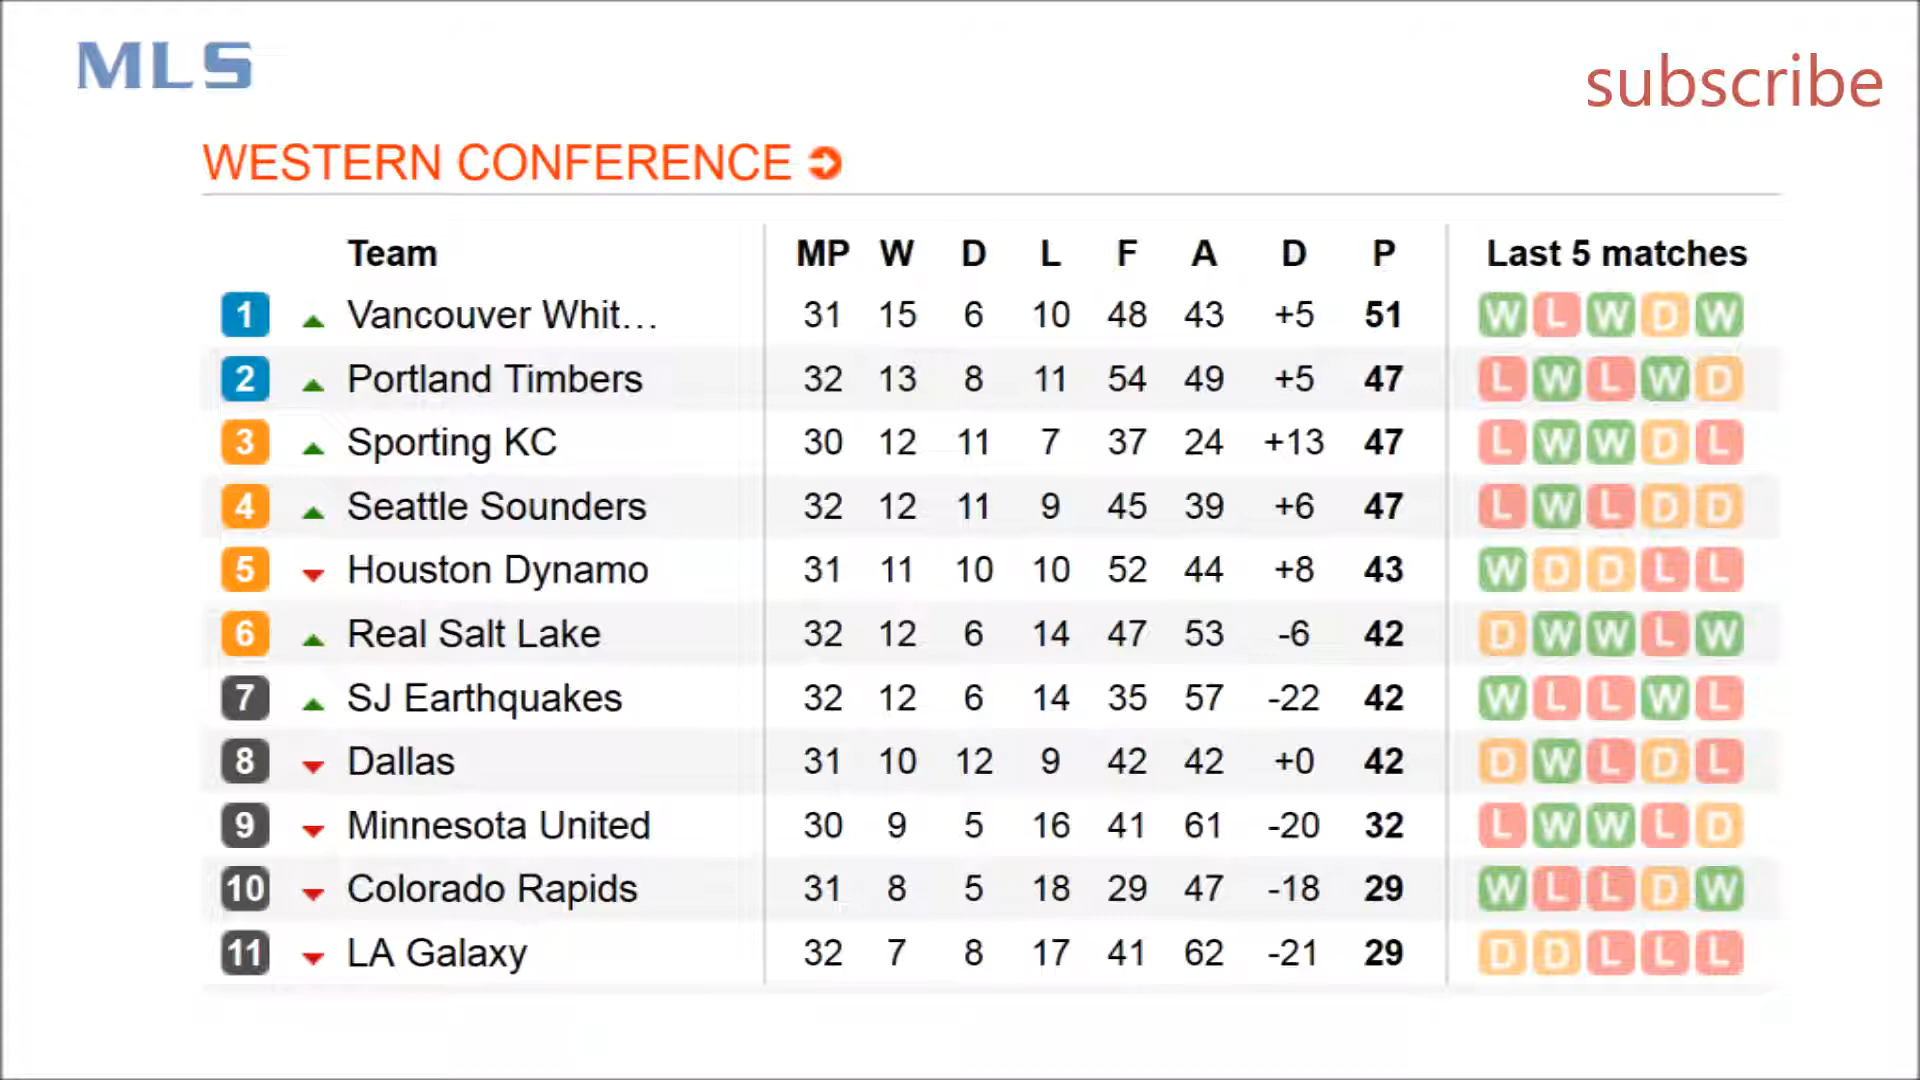 MLS
subscribe
WESTERN CONFERENCE
Team MP W D L F A D P Last 5 matches
1 Vancouver Whit... 31 15 6 10 48 43 +5 51 W L W D W
2 Portland Timbers 32 13 8 11 54 49 +5 47 L W L W D
3 Sporting KC 30 12 11 7 37 24 +13 47 L W W D L
4 Seattle Sounders 32 12 11 9 45 39 +6 47 L W L D D
5 Houston Dynamo 31 11 10 10 52 44 +8 43 W D D L L
6 Real Salt Lake 32 12 6 14 47 53 -6 42 D W W L W
7 SJ Earthquakes 32 12 6 14 35 57 -22 42 W L L W L
8 Dallas 31 10 12 9 42 42 +0 42 D W L D L
9 Minnesota United 30 9 5 16 41 61 -20 32 L W W L D
10 Colorado Rapids 31 8 5 18 29 47 -18 29 W L L D W
11 LA Galaxy 32 7 8 17 41 62 -21 29 D D L L L